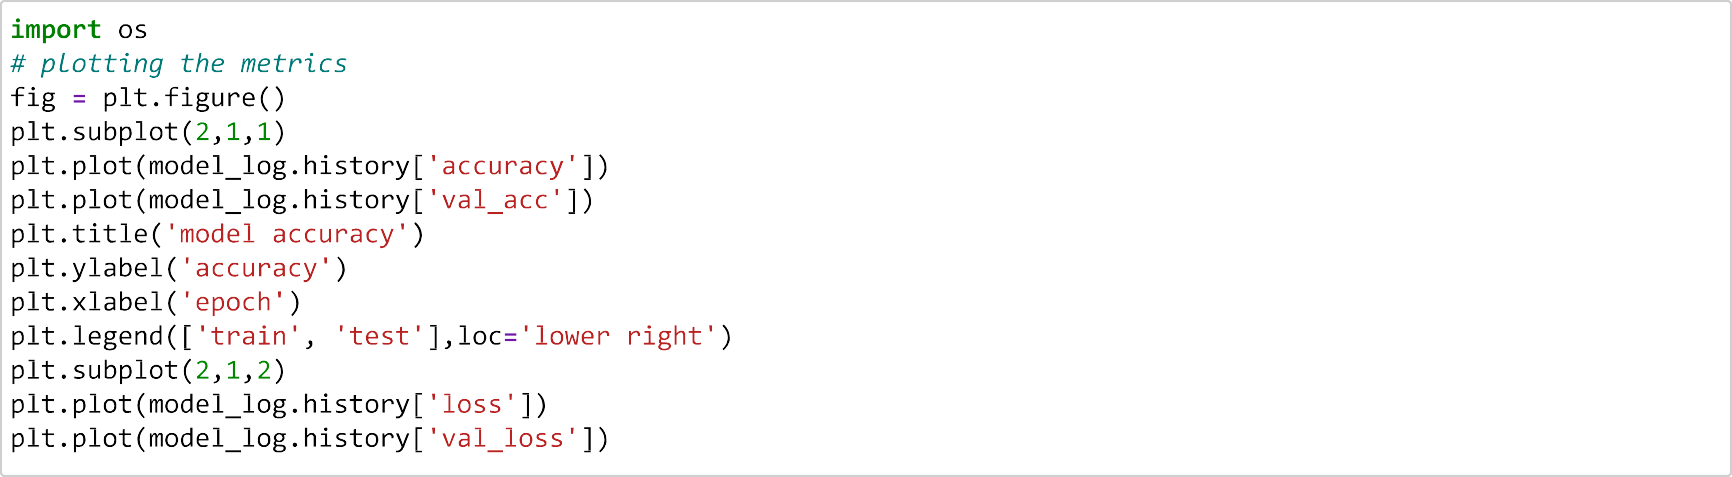 import os
# plotting the metrics
fig = plt.figure()
plt.subplot(2,1,1)
plt.plot(model_log.history['accuracy'])
plt.plot(model_log.history['val_acc'])
plt.title('model accuracy')
plt.ylabel('accuracy')
plt.xlabel('epoch')
plt.legend(['train', 'test'],loc='lower right')
plt.subplot(2,1,2)
plt.plot(model_log.history['loss'])
plt.plot(model_log.history['val_loss'])